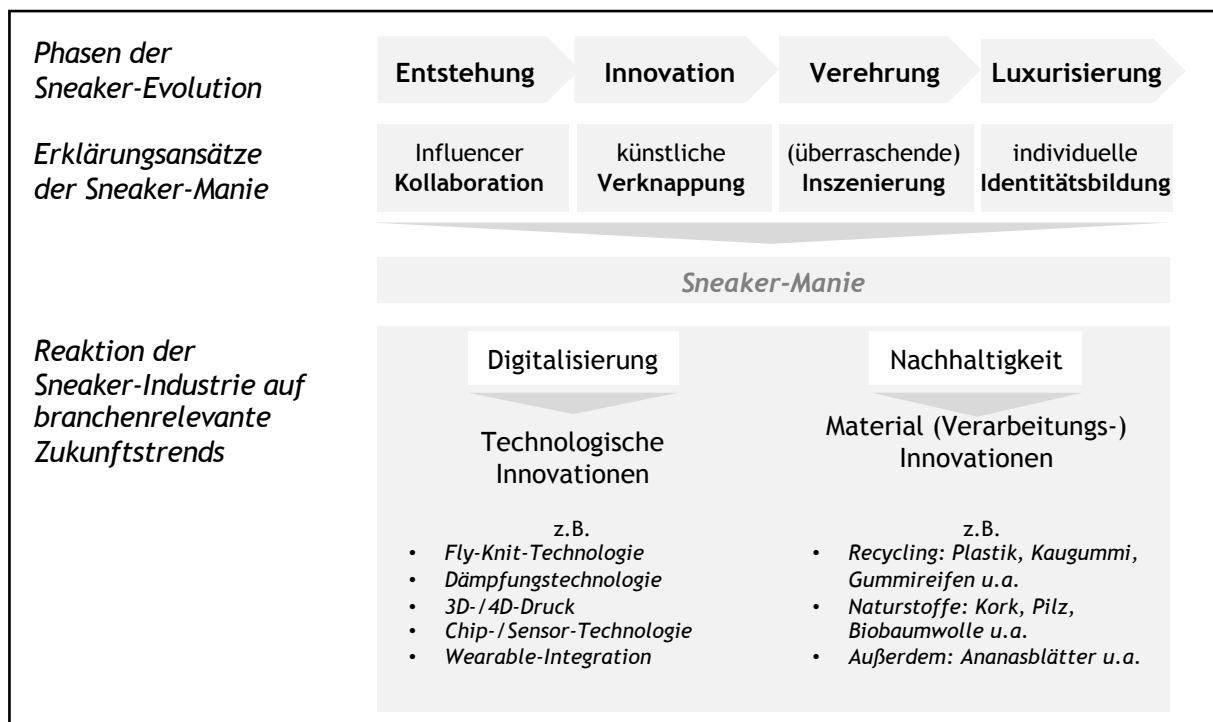 Phasen der
Sneaker-Evolution
Entstehung
Innovation
Verehrung
Luxurisierung
Erklärungsansätze
der Sneaker-Manie
Influencer
Kollaboration
künstliche
Verknappung
(überraschende)
Inszenierung
individuelle
Identitätsbildung
Sneaker-Manie
Reaktion der
Sneaker-Industrie auf
branchenrelevante
Zukunftstrends
Digitalisierung
Technologische
Innovationen
z.B.
• Fly-Knit-Technologie
• Dämpfungstechnologie
• 3D-/4D-Druck
• Chip-/Sensor-Technologie
• Wearable-Integration
Nachhaltigkeit
Material (Verarbeitungs-)
Innovationen
z.B.
• Recycling: Plastik, Kaugummi,
Gummireifen u.a.
• Naturstoffe: Kork, Pilz,
Biobaumwolle u.a.
• Außerdem: Ananasblätter u.a.